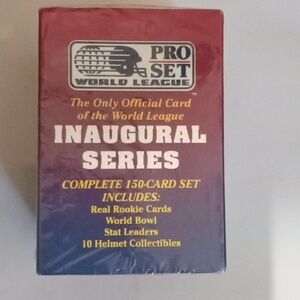 PRO
SET
WORLD LEAGUE
The Only Official Card
of the World League
INAUGURAL
SERIES
COMPLETE 150-CARD SET
INCLUDES:
Real Rookie Cards
World Bowl
Stat Leaders
10 Helmet Collectibles